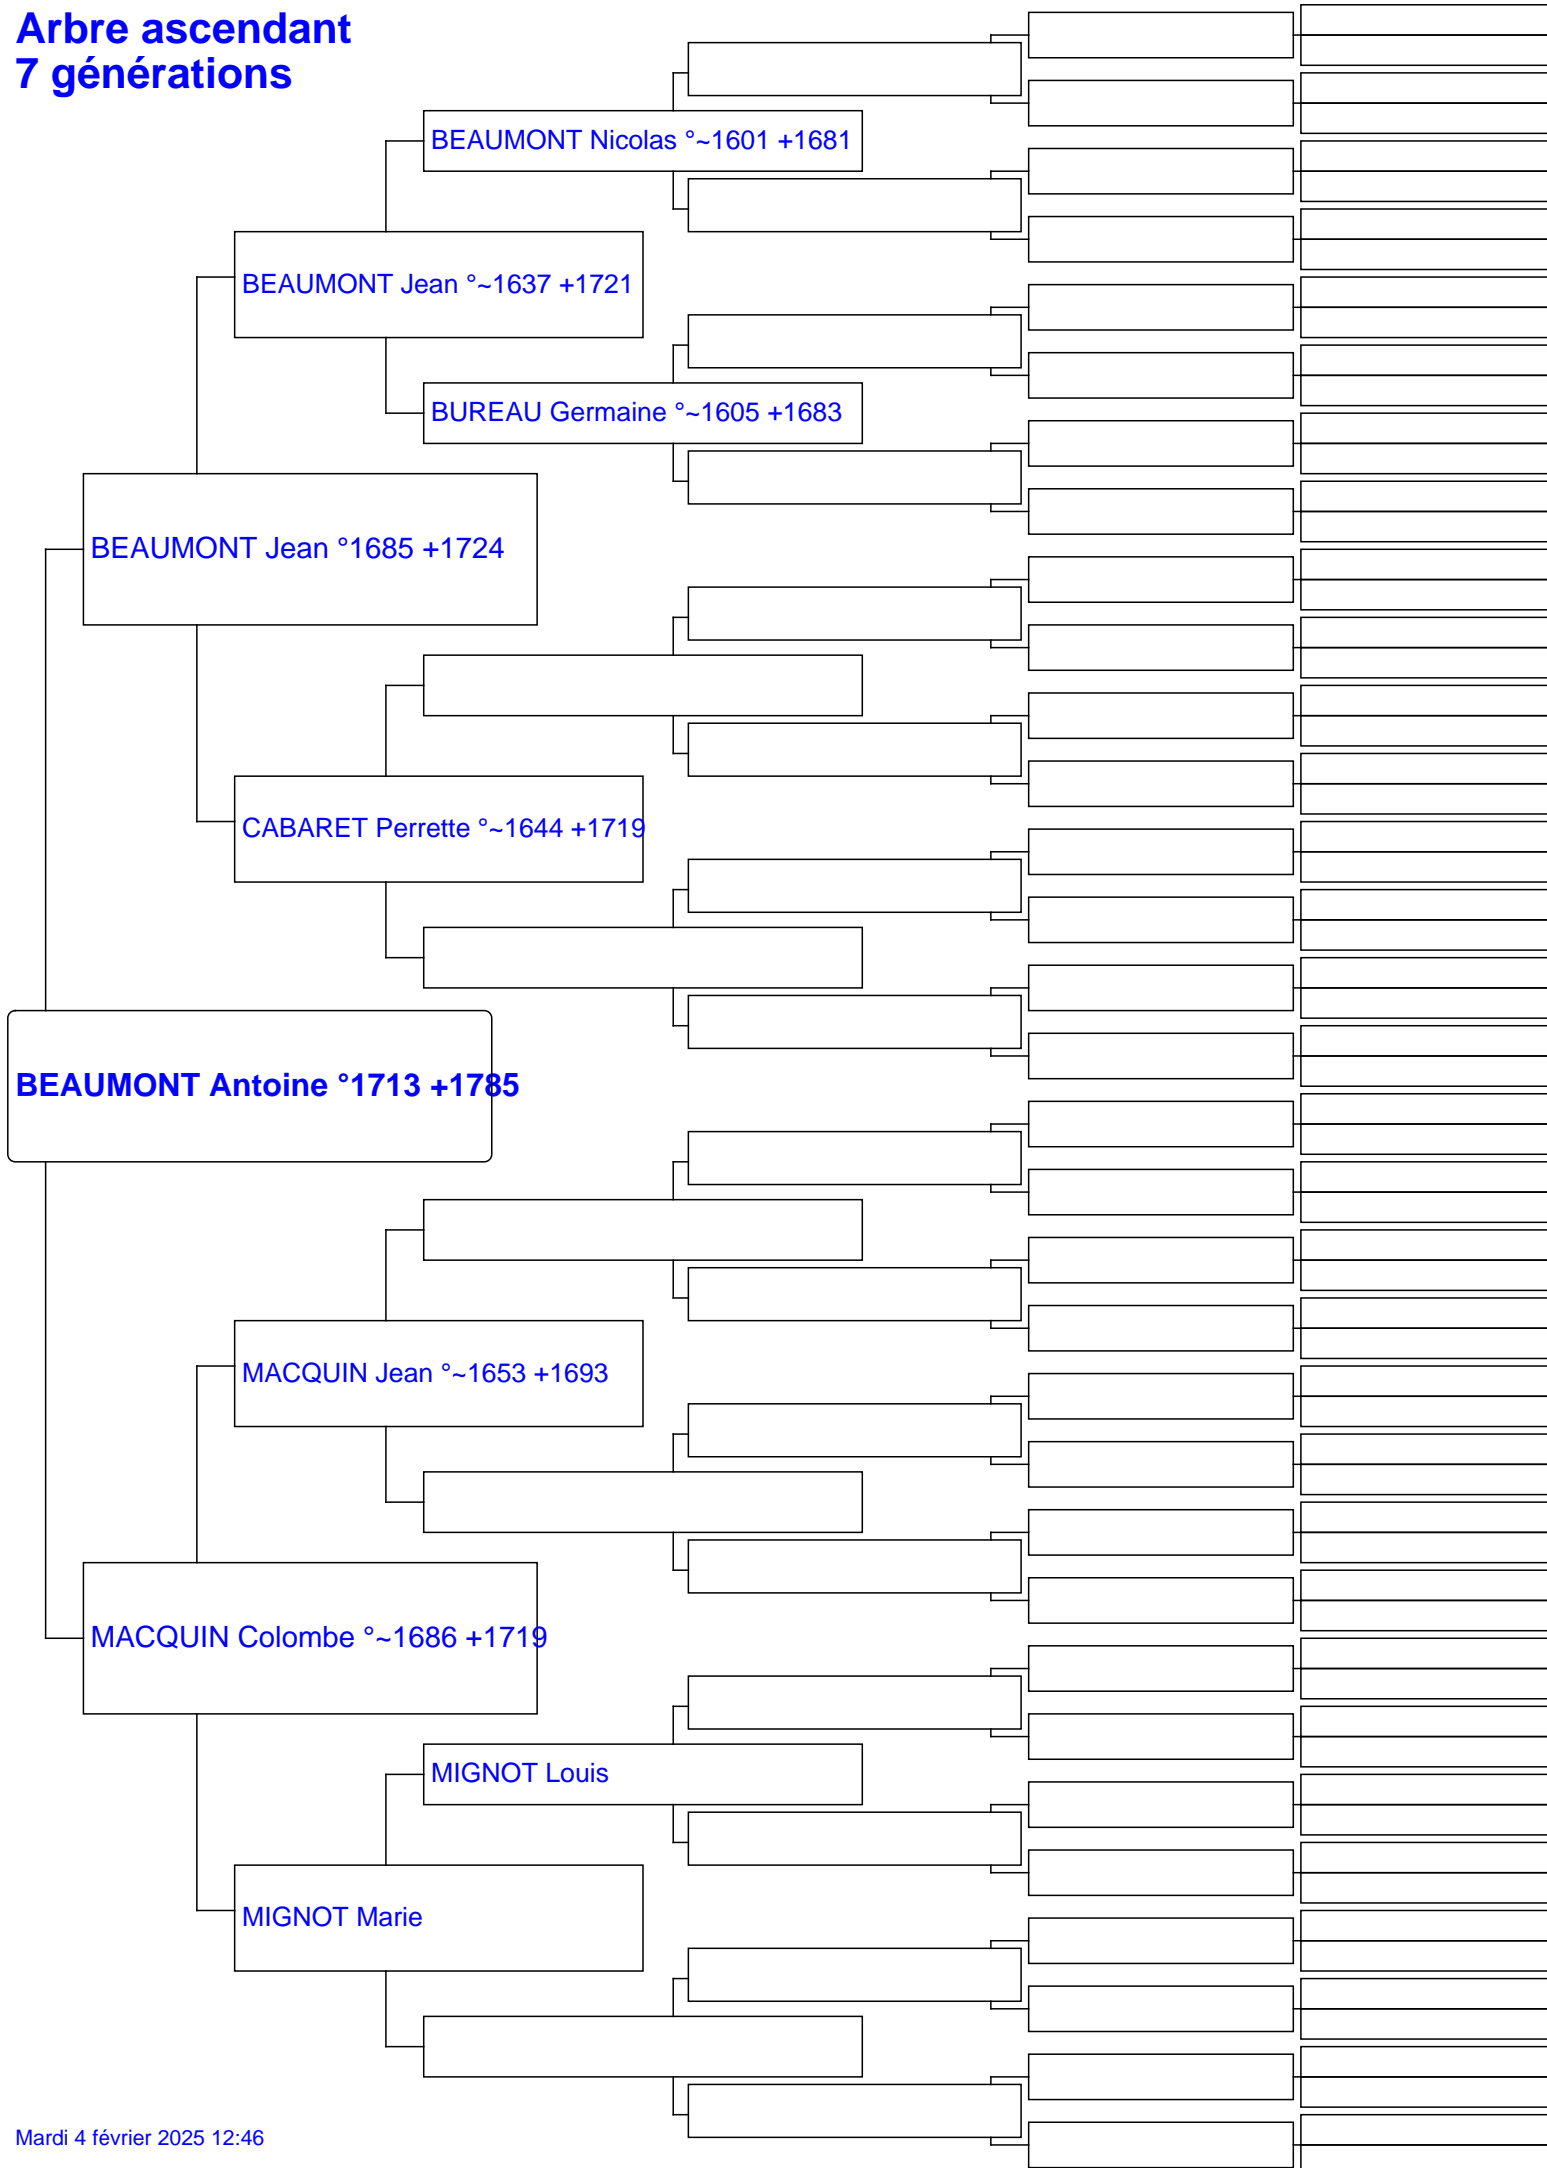 Arbre ascendant
7 générations
BEAUMONT Nicolas °~1601 +1681
BEAUMONT Jean °~1637 +1721
BUREAU Germaine °~1605 +1683
BEAUMONT Jean °1685 +1724
CABARET Perrette °~1644 +1719
BEAUMONT Antoine °1713 +1785
MACQUIN Jean °~1653 +1693
MACQUIN Colombe °~1686 +1719
MIGNOT Louis
MIGNOT Marie
Mardi 4 février 2025 12:46